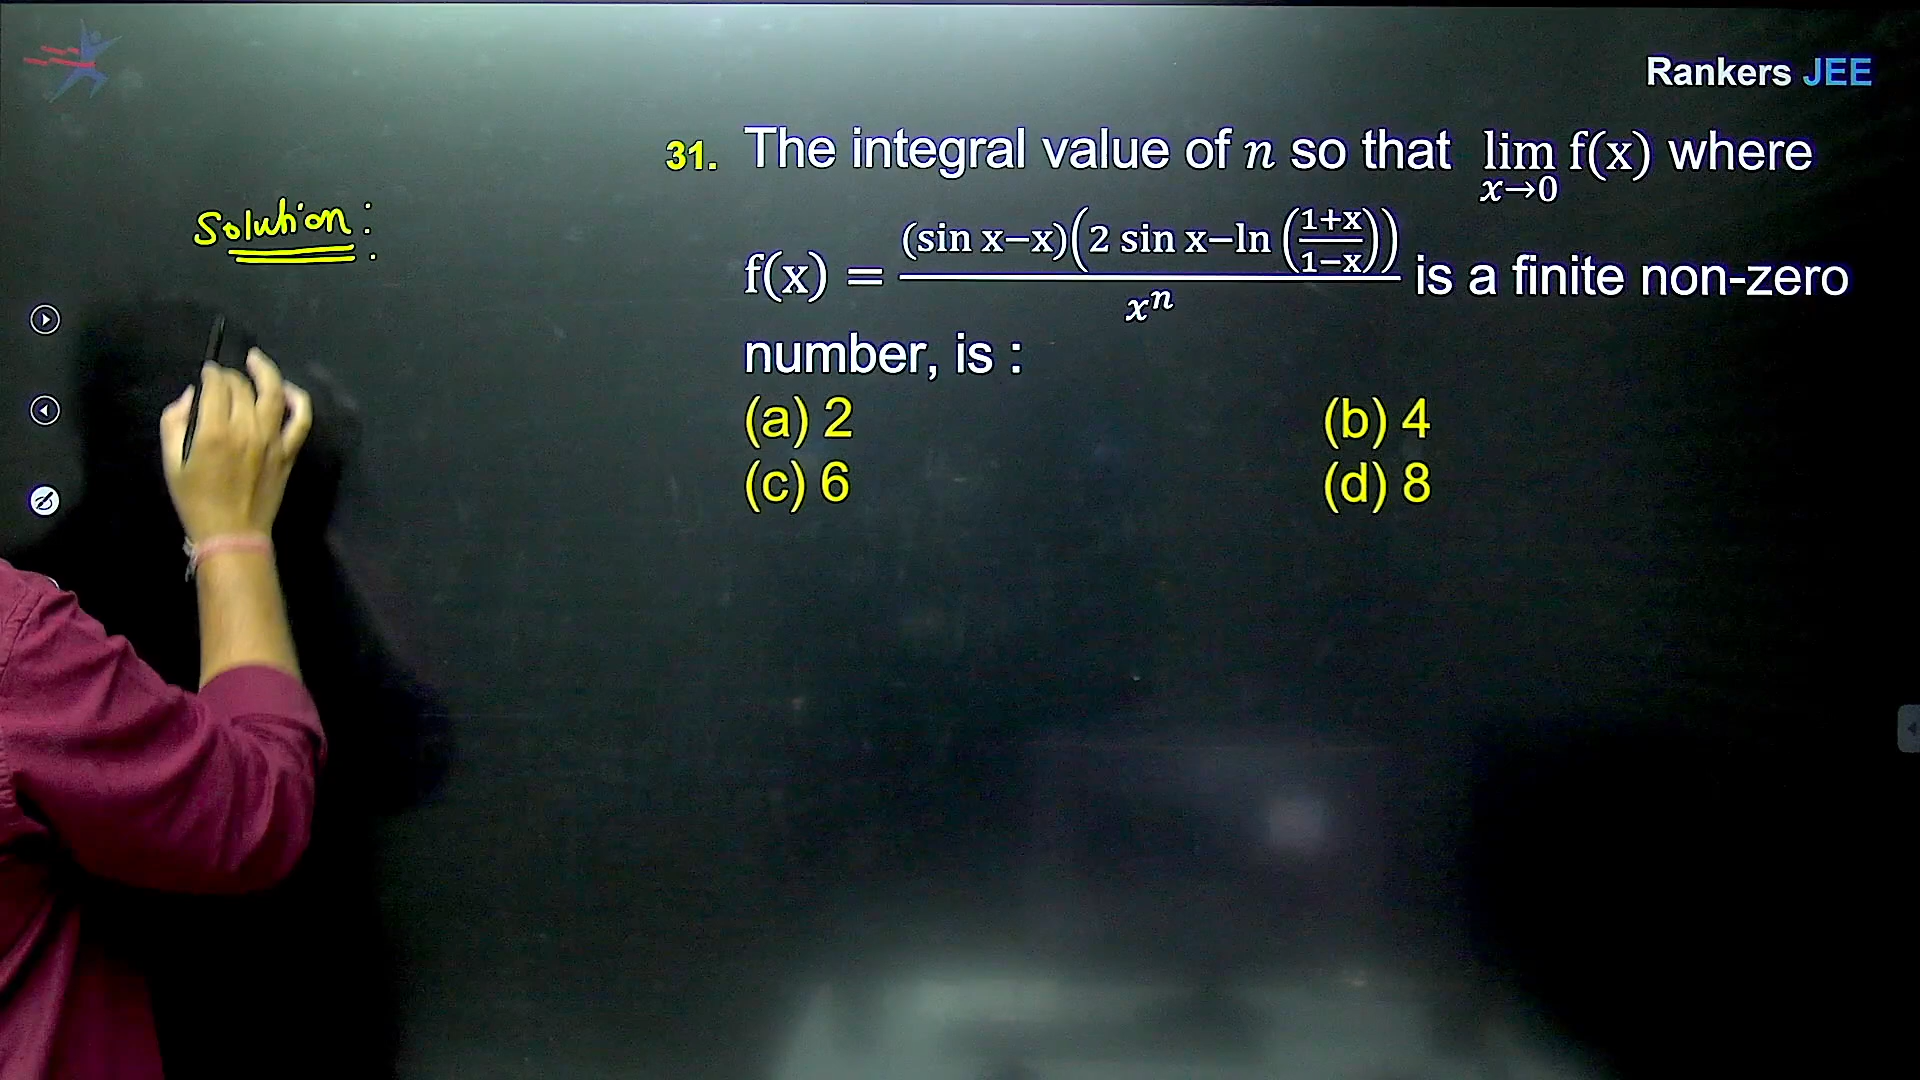 Rankers JEE
Solution:
31. The integral value of n so that lim x→0 f(x) where
f(x) = (sin x−x)(2 sin x−ln((1+x)/(1−x))) / xⁿ is a finite non-zero
number, is :
(a) 2 (b) 4
(c) 6 (d) 8